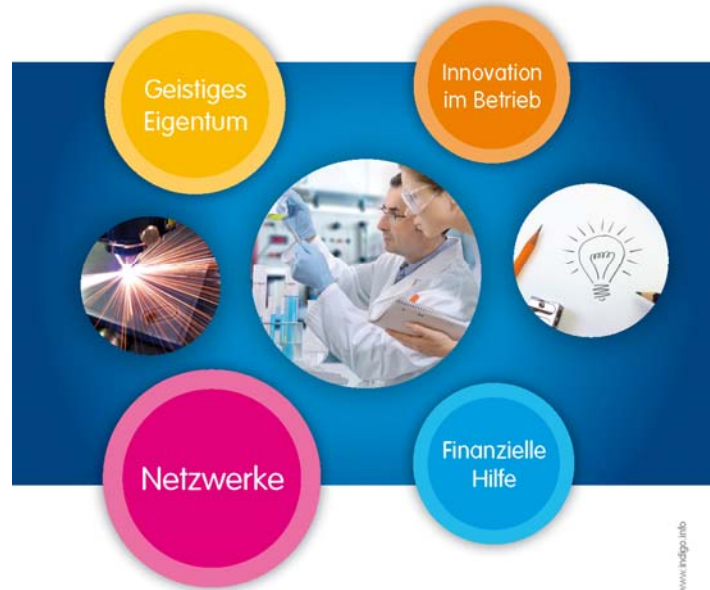 Geistiges
Eigentum
Innovation
im Betrieb
Netzwerke
Finanzielle
Hilfe
www.indigo.info